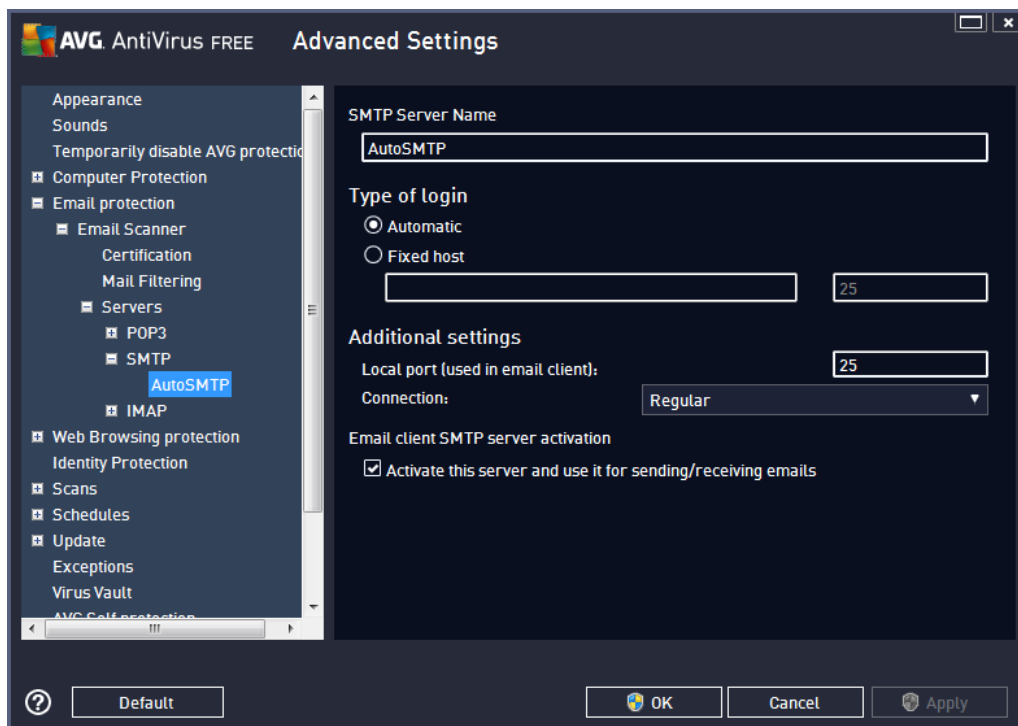 AVG. AntiVirus FREE Advanced Settings
Appearance
Sounds
Temporarily disable AVG protectio
Computer Protection
Email protection
Email Scanner
Certification
Mail Filtering
Servers
POP3
SMTP
AutoSMTP
IMAP
Web Browsing protection
Identity Protection
Scans
Schedules
Update
Exceptions
Virus Vault
AVG Self protection
SMTP Server Name
AutoSMTP
Type of login
Automatic
Fixed host
25
Additional settings
Local port (used in email client): 25
Connection: Regular
Email client SMTP server activation
Activate this server and use it for sending/receiving emails
Default OK Cancel Apply